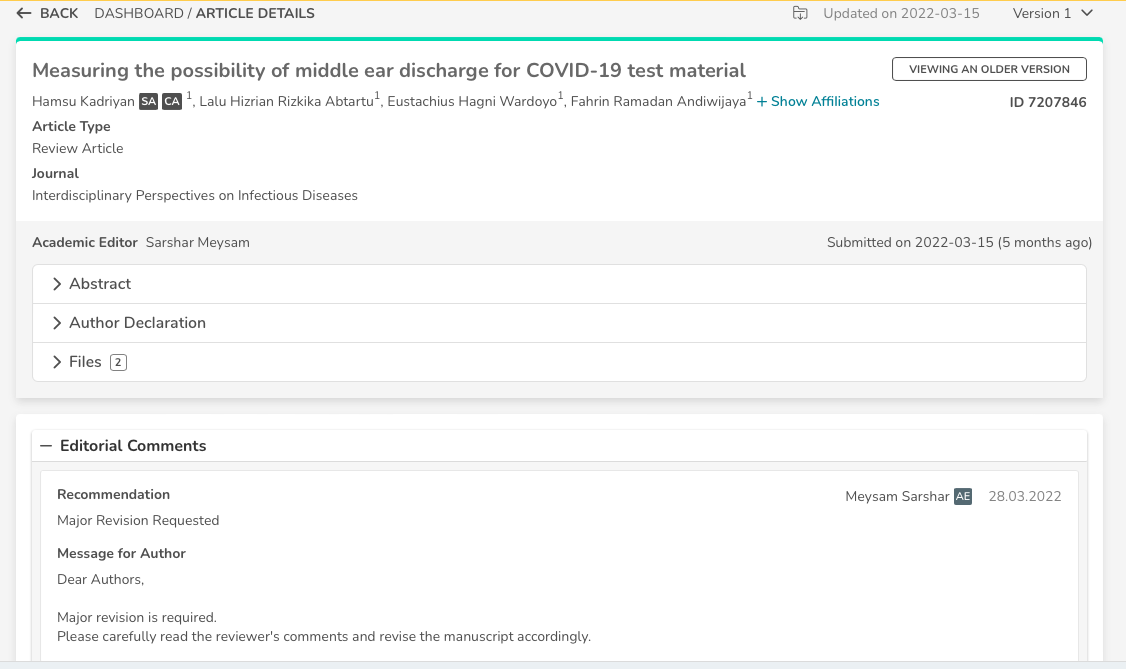 BACK DASHBOARD / ARTICLE DETAILS Updated on 2022-03-15 Version 1
Measuring the possibility of middle ear discharge for COVID-19 test material VIEWING AN OLDER VERSION
Hamsu Kadriyan SA CA 1, Lalu Hizrian Rizkika Abtartu1, Eustachius Hagni Wardoyo1, Fahrin Ramadan Andiwijaya1 + Show Affiliations ID 7207846
Article Type
Review Article
Journal
Interdisciplinary Perspectives on Infectious Diseases
Academic Editor Sarshar Meysam Submitted on 2022-03-15 (5 months ago)
Abstract
Author Declaration
Files 2
Editorial Comments
Recommendation Meysam Sarshar AE 28.03.2022
Major Revision Requested
Message for Author
Dear Authors,
Major revision is required.
Please carefully read the reviewer's comments and revise the manuscript accordingly.